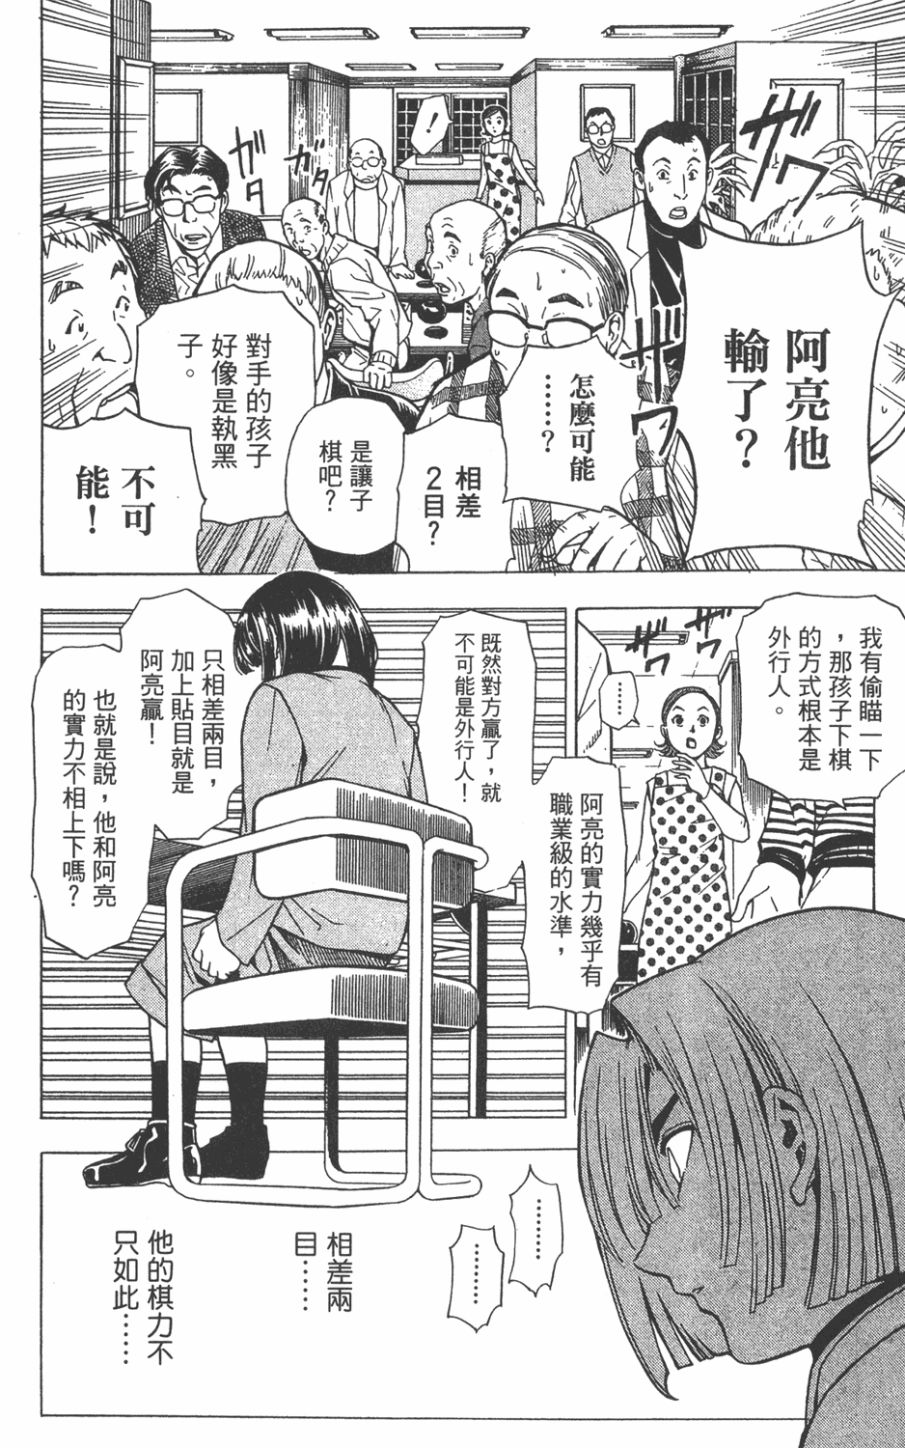 ザワ
阿亮他
輸了？
ザワ
怎麼可能
……？
相差
2目？
是讓子
棋吧？
對手的孩子
好像是執黑
子。
不可
能！
！
ガタ
ガタ
我有偷瞄一下
，那孩子下棋
的方式根本是
外行人。
ザワ
ザワ
……
阿亮的實力幾乎有
職業級的水準，
既然對方贏了，就
不可能是外行人！
只相差兩目，
加上貼目就是
阿亮贏！
也就是說，他和阿亮
的實力不相上下嗎？
……
……
相差兩
目……
他的棋力不
只如此……